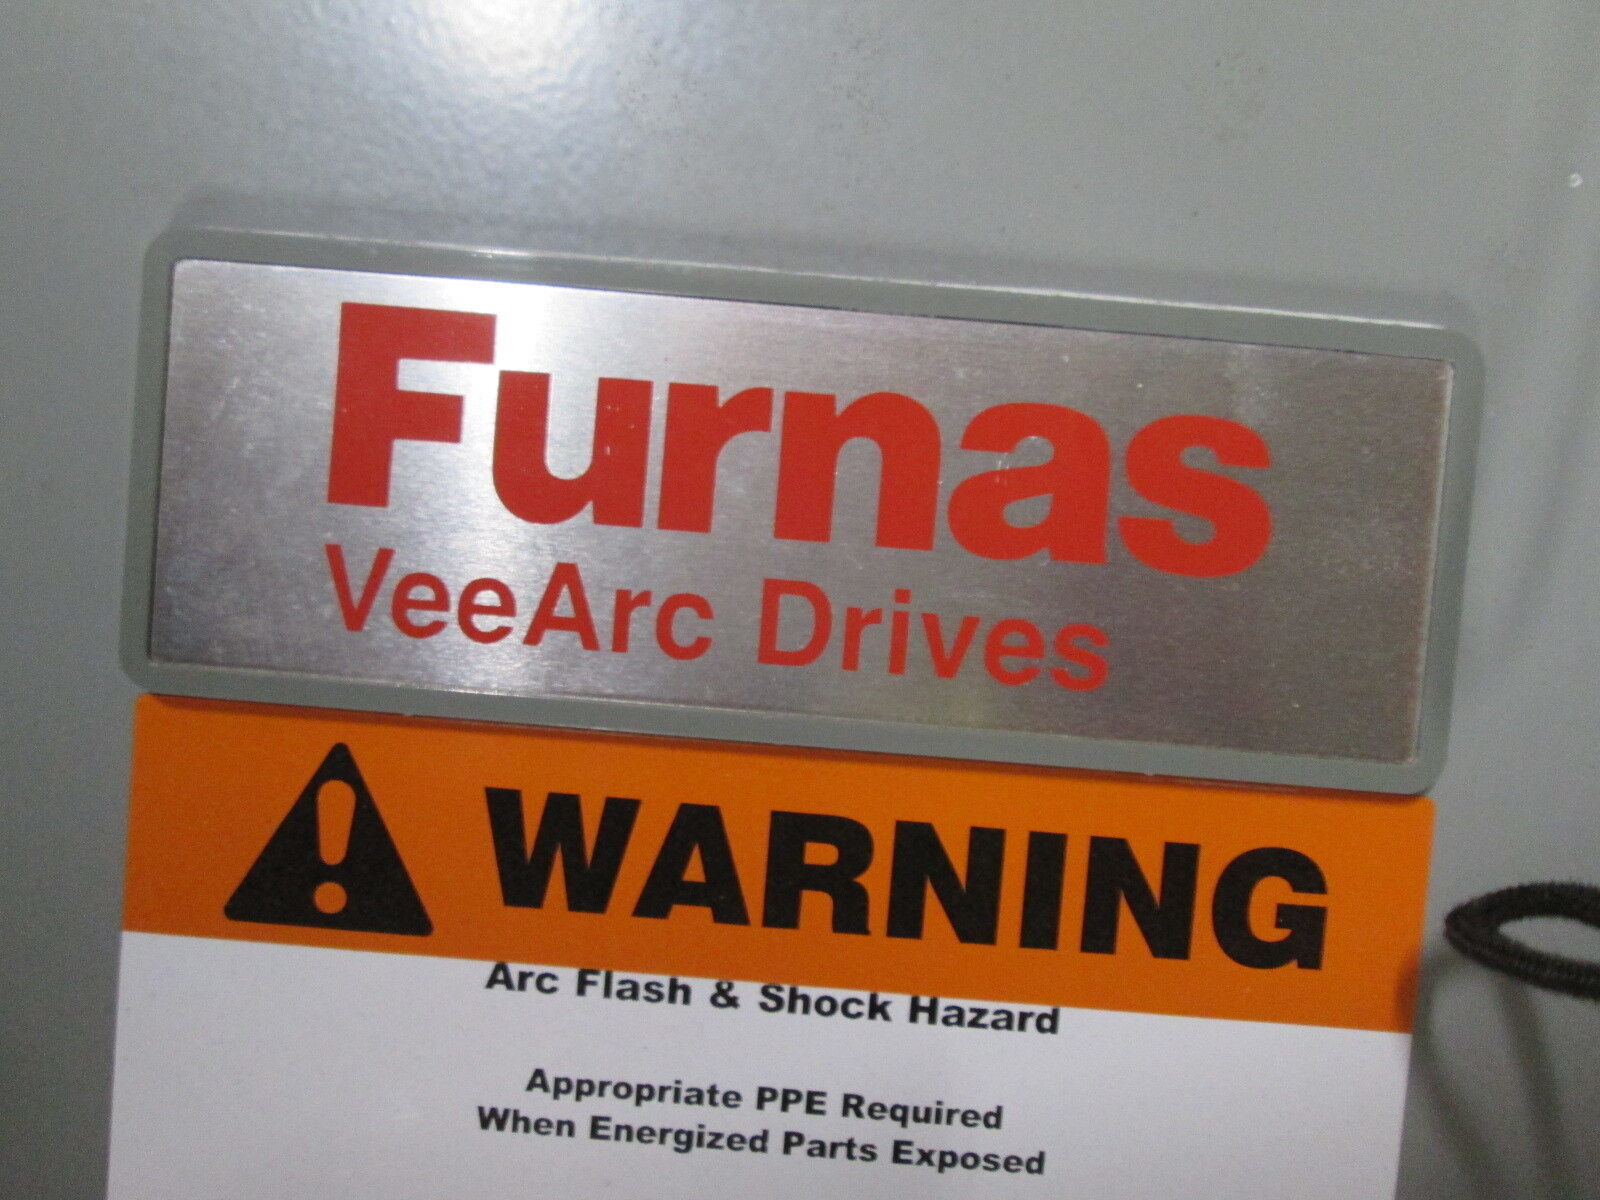 Furnas
VeeArc Drives
WARNING
Arc Flash & Shock Hazard
Appropriate PPE Required
When Energized Parts Exposed